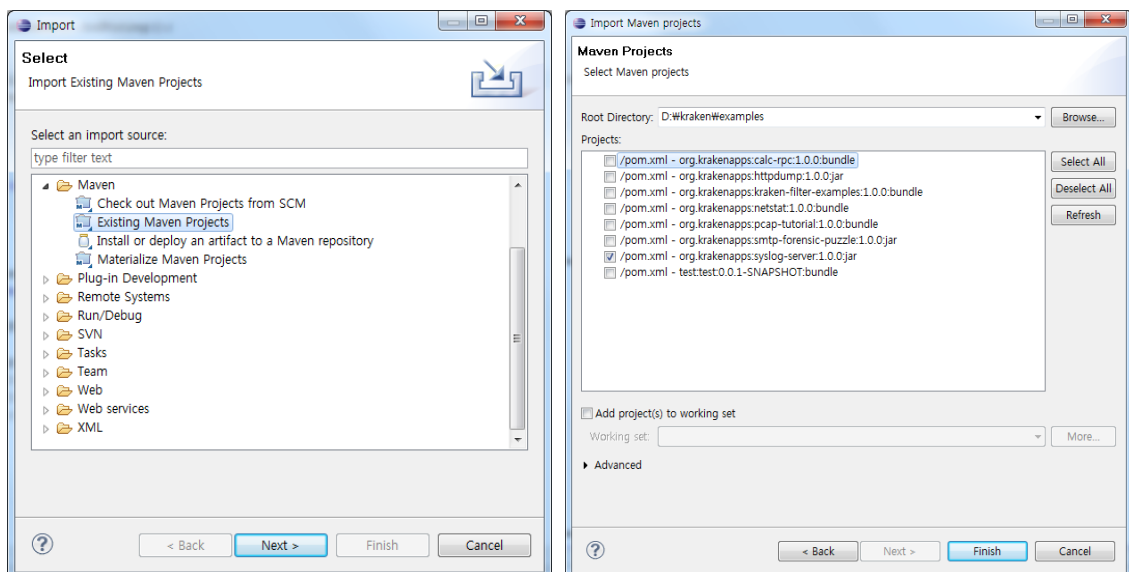 Import
Select
Import Existing Maven Projects
Select an import source:
type filter text
Maven
Check out Maven Projects from SCM
Existing Maven Projects
Install or deploy an artifact to a Maven repository
Materialize Maven Projects
Plug-in Development
Remote Systems
Run/Debug
SVN
Tasks
Team
Web
Web services
XML
?
< Back
Next >
Finish
Cancel
Import Maven projects
Maven Projects
Select Maven projects
Root Directory: D:₩kraken₩examples
Browse...
Projects:
/pom.xml - org.krakenapps:calc-rpc:1.0.0:bundle
/pom.xml - org.krakenapps:httpdump:1.0.0:jar
/pom.xml - org.krakenapps:kraken-filter-examples:1.0.0:bundle
/pom.xml - org.krakenapps:netstat:1.0.0:bundle
/pom.xml - org.krakenapps:pcap-tutorial:1.0.0:bundle
/pom.xml - org.krakenapps:smtp-forensic-puzzle:1.0.0:jar
/pom.xml - org.krakenapps:syslog-server:1.0.0:jar
/pom.xml - test:test:0.0.1-SNAPSHOT:bundle
Select All
Deselect All
Refresh
Add project(s) to working set
Working set:
More...
Advanced
?
< Back
Next >
Finish
Cancel